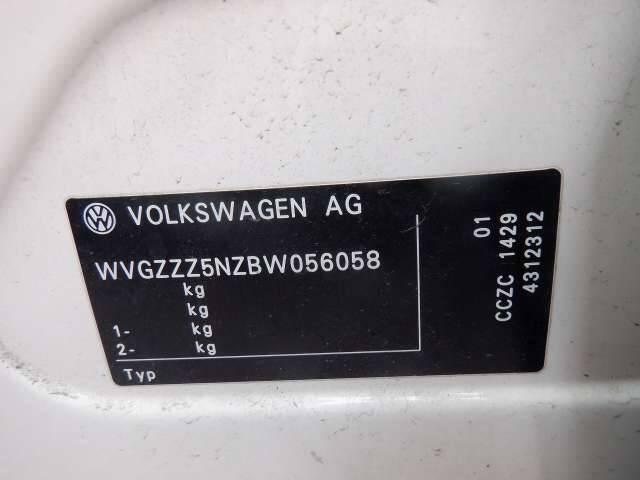 VOLKSWAGEN AG
WVGZZZ5NZBW056058
kg
kg
1- kg
2- kg
Typ
01
CCZC 1429
4312312